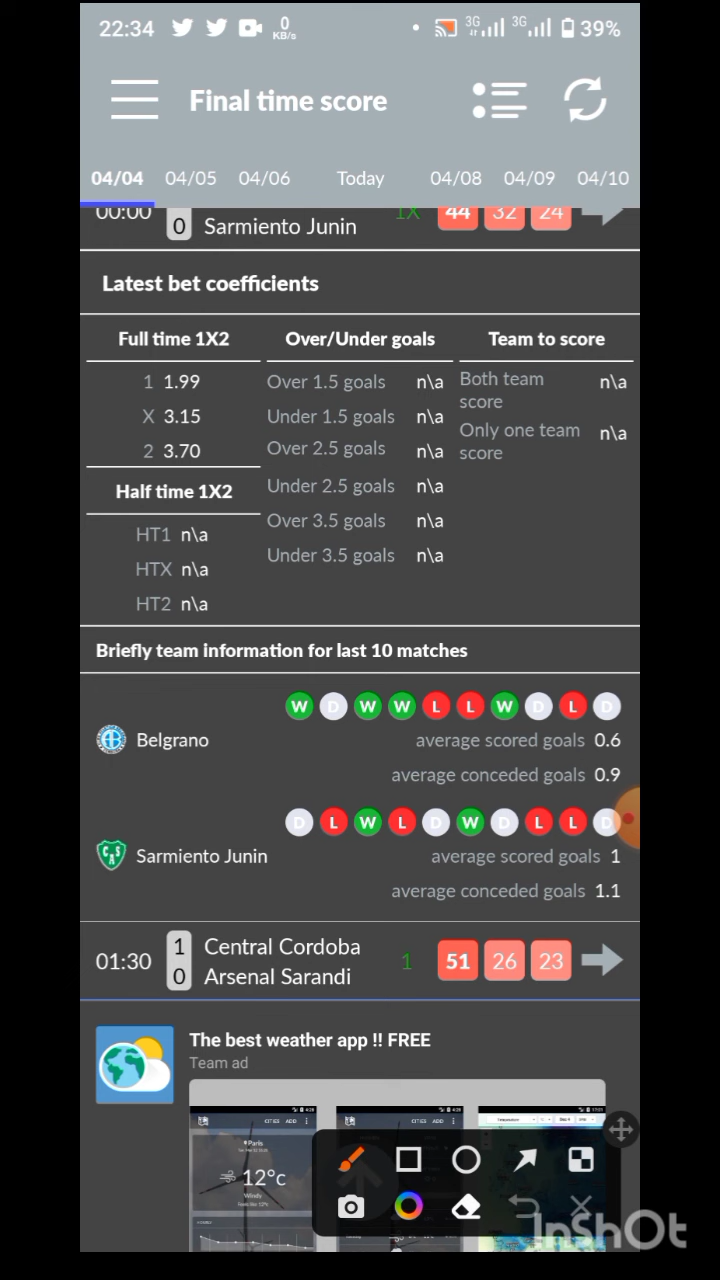 22:34 0 KB/s 3G 3G 39%
Final time score
04/04 04/05 04/06 Today 04/08 04/09 04/10
00:00 0 Sarmiento Junin 1X 44 32 24
Latest bet coefficients
Full time 1X2 Over/Under goals Team to score
1 1.99 Over 1.5 goals n\a Both team score n\a
X 3.15 Under 1.5 goals n\a Only one team score n\a
2 3.70 Over 2.5 goals n\a
Half time 1X2 Under 2.5 goals n\a
HT1 n\a Over 3.5 goals n\a
HTX n\a Under 3.5 goals n\a
HT2 n\a
Briefly team information for last 10 matches
W D W W L L W D L D
Belgrano average scored goals 0.6
average conceded goals 0.9
D L W L D W D L L D
Sarmiento Junin average scored goals 1
average conceded goals 1.1
1 Central Cordoba
01:30 1 51 26 23
0 Arsenal Sarandi
The best weather app !! FREE
Team ad
CITIES ADD CITIES ADD
Paris
12°c
Windy
InShOt